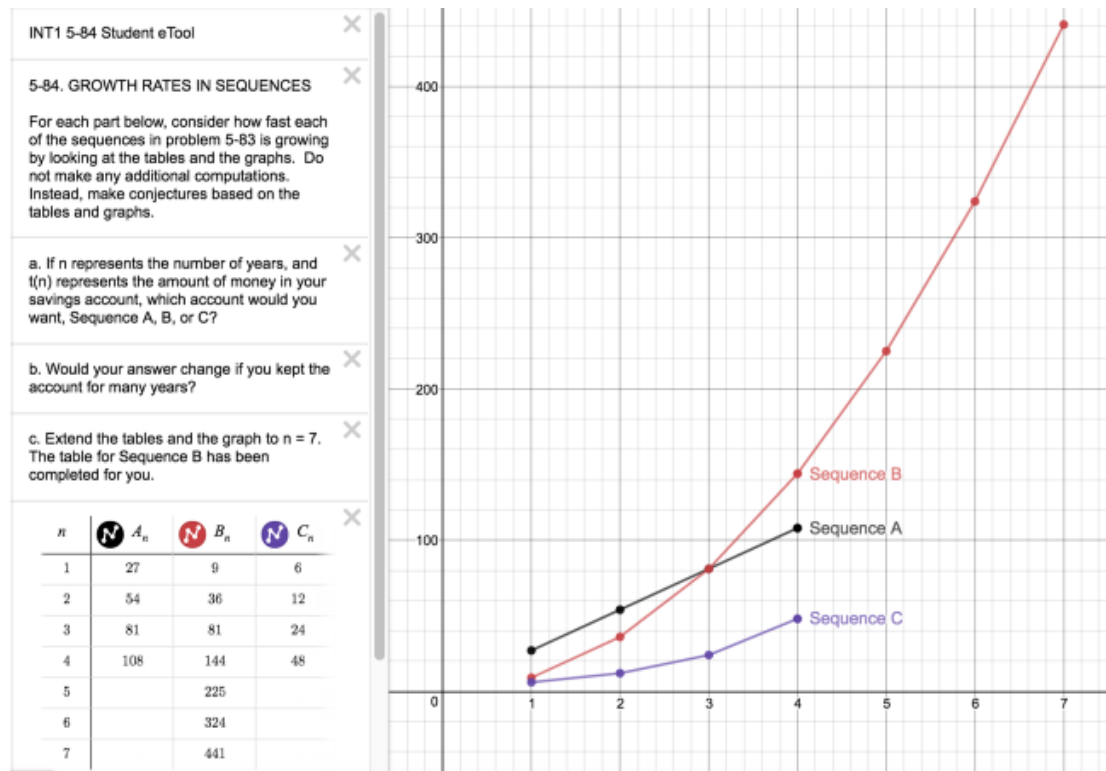 INT1 5-84 Student eTool
5-84. GROWTH RATES IN SEQUENCES
For each part below, consider how fast each
of the sequences in problem 5-83 is growing
by looking at the tables and the graphs. Do
not make any additional computations.
Instead, make conjectures based on the
tables and graphs.
a. If n represents the number of years, and
t(n) represents the amount of money in your
savings account, which account would you
want, Sequence A, B, or C?
b. Would your answer change if you kept the
account for many years?
c. Extend the tables and the graph to n = 7.
The table for Sequence B has been
completed for you.
n Aₙ Bₙ Cₙ
1 27 9 6
2 54 36 12
3 81 81 24
4 108 144 48
5 225
6 324
7 441
400
300
200
100
0 1 2 3 4 5 6 7
Sequence B
Sequence A
Sequence C